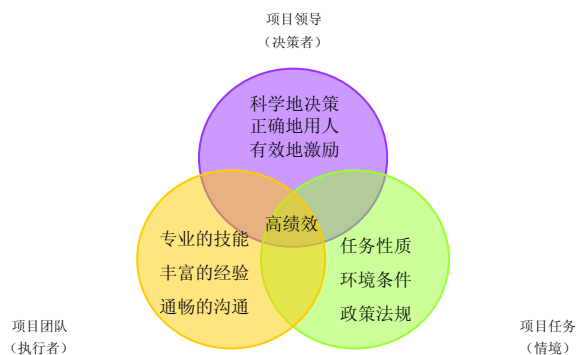 项目领导
（决策者）
科学地决策
正确地用人
有效地激励
高绩效
专业的技能
丰富的经验
通畅的沟通
任务性质
环境条件
政策法规
项目团队
（执行者）
项目任务
（情境）